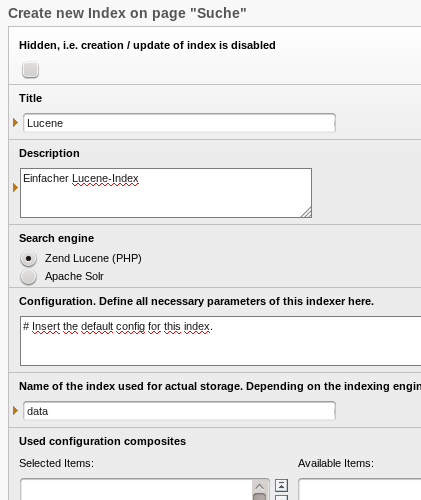 Create new Index on page "Suche"
Hidden, i.e. creation / update of index is disabled
Title
Lucene
Description
Einfacher Lucene-Index
Search engine
Zend Lucene (PHP)
Apache Solr
Configuration. Define all necessary parameters of this indexer here.
# Insert the default config for this index.
Name of the index used for actual storage. Depending on the indexing engin
data
Used configuration composites
Selected Items: Available Items: